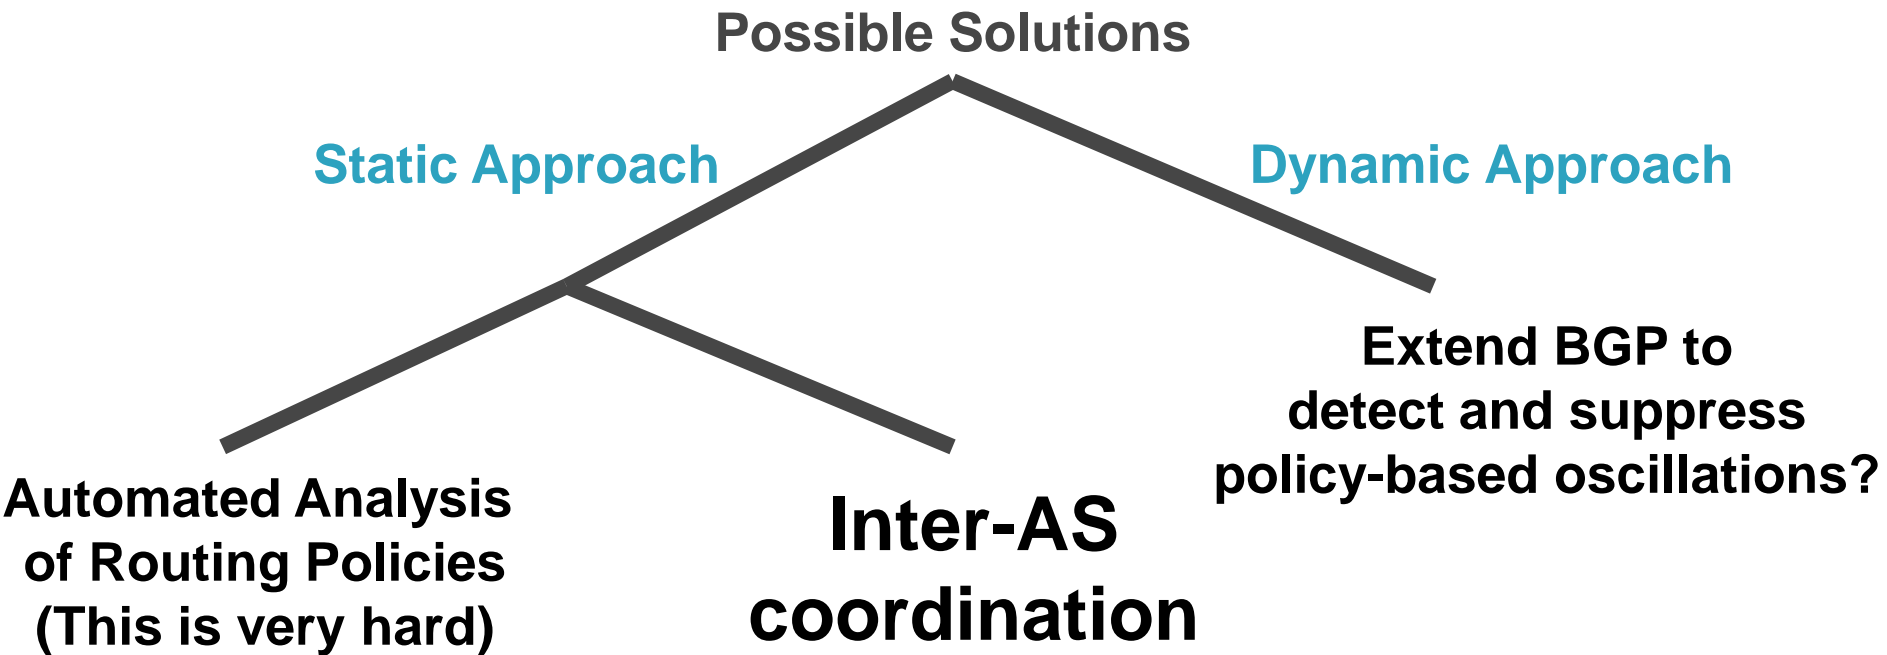 Possible Solutions
Static Approach
Dynamic Approach
Extend BGP to
detect and suppress
policy-based oscillations?
Automated Analysis
of Routing Policies
(This is very hard)
Inter-AS
coordination